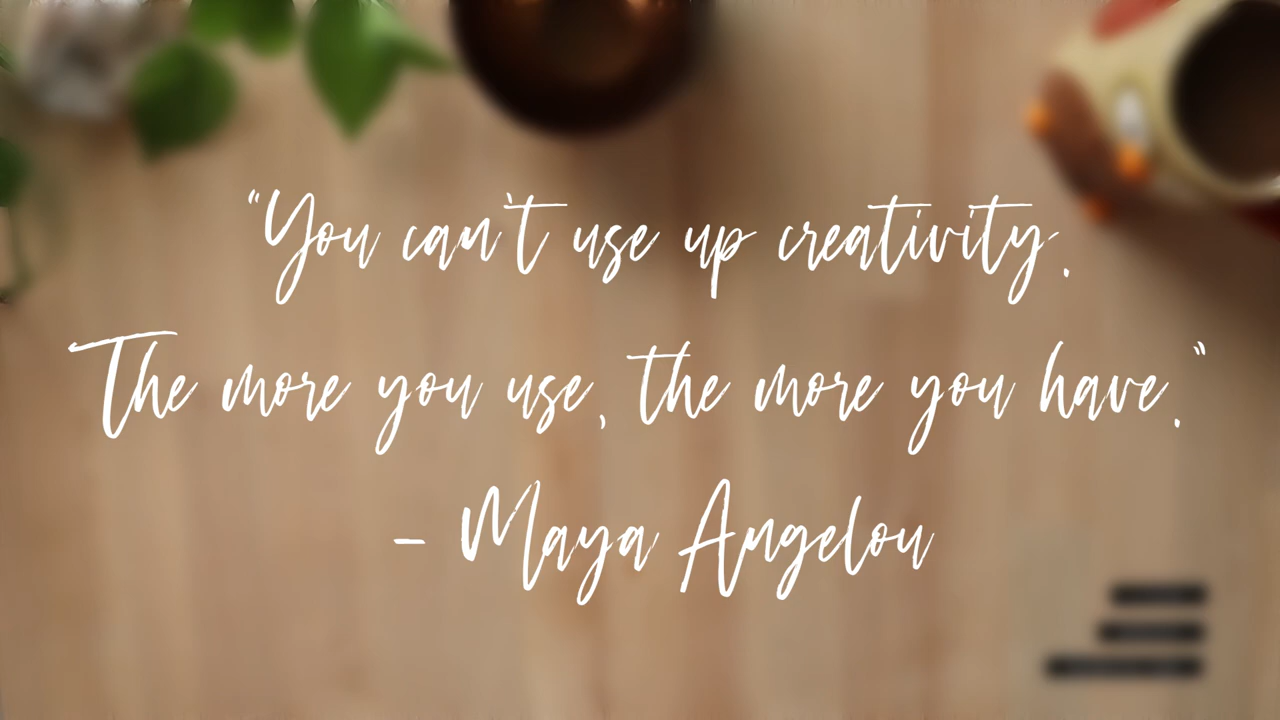 "You can't use up creativity.
The more you use, the more you have."
- Maya Angelou